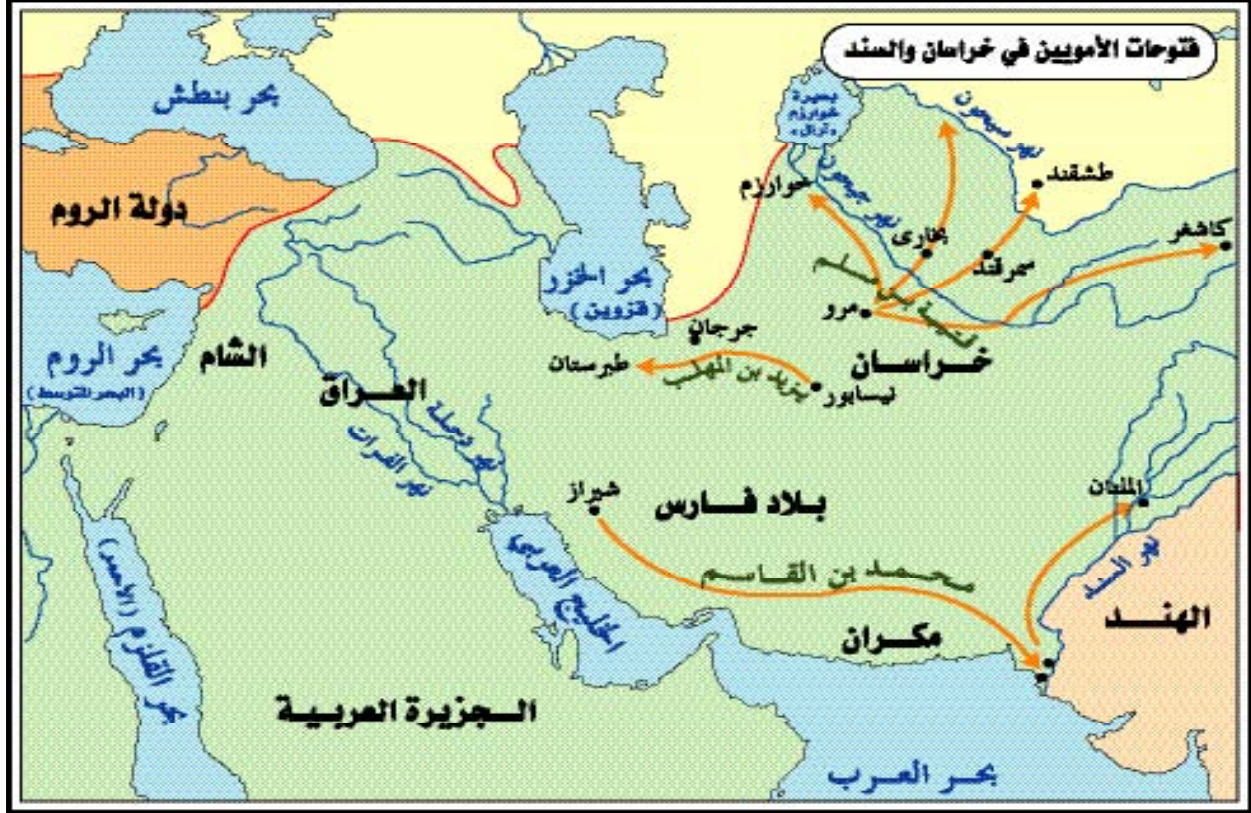 فتوحات الأمويين في خراسان والسند
بحر بنطش
بحيرة
خوارزم
«آرال»
نهر سيحون
طشقند
خوارزم
نهر جيحون
كاشغر
دولة الروم
بخارى
سمرقند
قتيبة بن مسلم
بحر الخزر
(قزوين)
مرو
جرجان
خراسان
بحر الروم
(البحر المتوسط)
الشام
طبرستان
يزيد بن المهلب
نيسابور
العراق
نهر دجلة
نهر الفرات
شيراز
بلاد فارس
الملتان
نهر السند
محمد بن القاسم
الخليج العربي
بحر القلزم (الأحمر)
مكران
الهند
الجزيرة العربية
بحر العرب